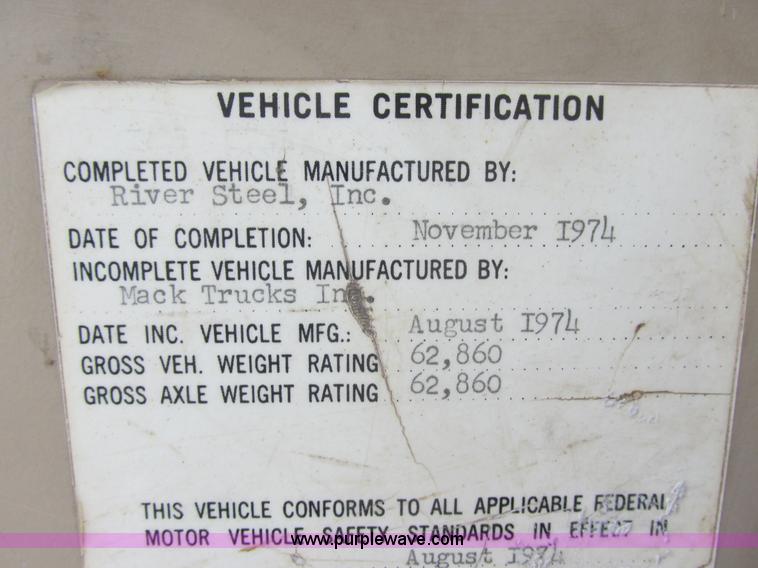 VEHICLE CERTIFICATION
COMPLETED VEHICLE MANUFACTURED BY:
River Steel, Inc.
DATE OF COMPLETION: November 1974
INCOMPLETE VEHICLE MANUFACTURED BY:
Mack Trucks Inc.
DATE INC. VEHICLE MFG.: August 1974
GROSS VEH. WEIGHT RATING 62,860
GROSS AXLE WEIGHT RATING 62,860
THIS VEHICLE CONFORMS TO ALL APPLICABLE FEDERAL
MOTOR VEHICLE SAFETY STANDARDS IN EFFECT IN
www.purplewave.com
August 1974